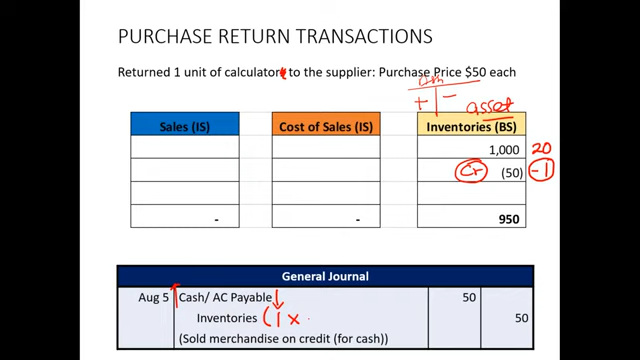 PURCHASE RETURN TRANSACTIONS
Returned 1 unit of calculator to the supplier: Purchase Price $50 each
+ -
asset
Sales (IS) Cost of Sales (IS) Inventories (BS)
1,000 20
Cr (50) -1
- - 950
General Journal
Aug 5 Cash/ AC Payable 50
Inventories (1 x 50
(Sold merchandise on credit (for cash))